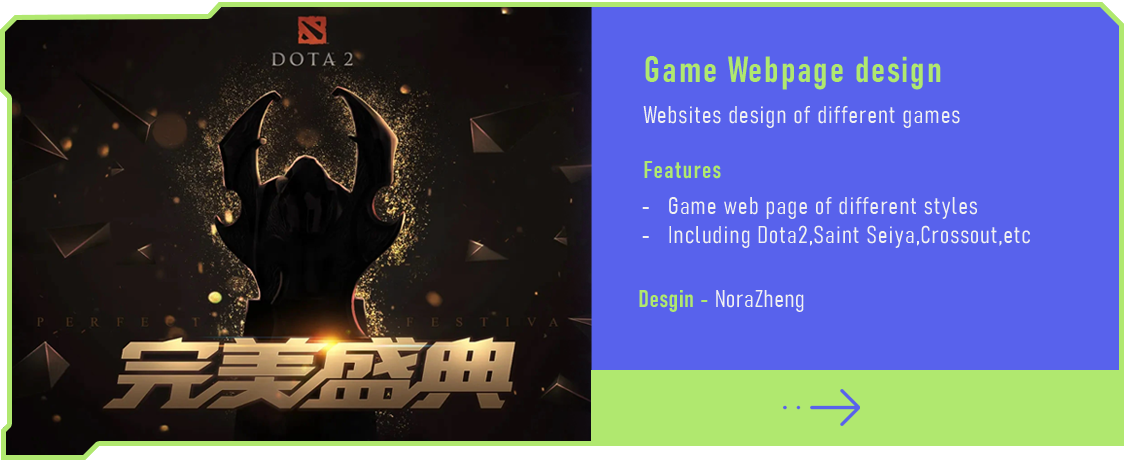 DOTA 2
PERFECT FESTIVA
完美盛典
Game Webpage design
Websites design of different games
Features
- Game web page of different styles
- Including Dota2,Saint Seiya,Crossout,etc
Desgin - NoraZheng